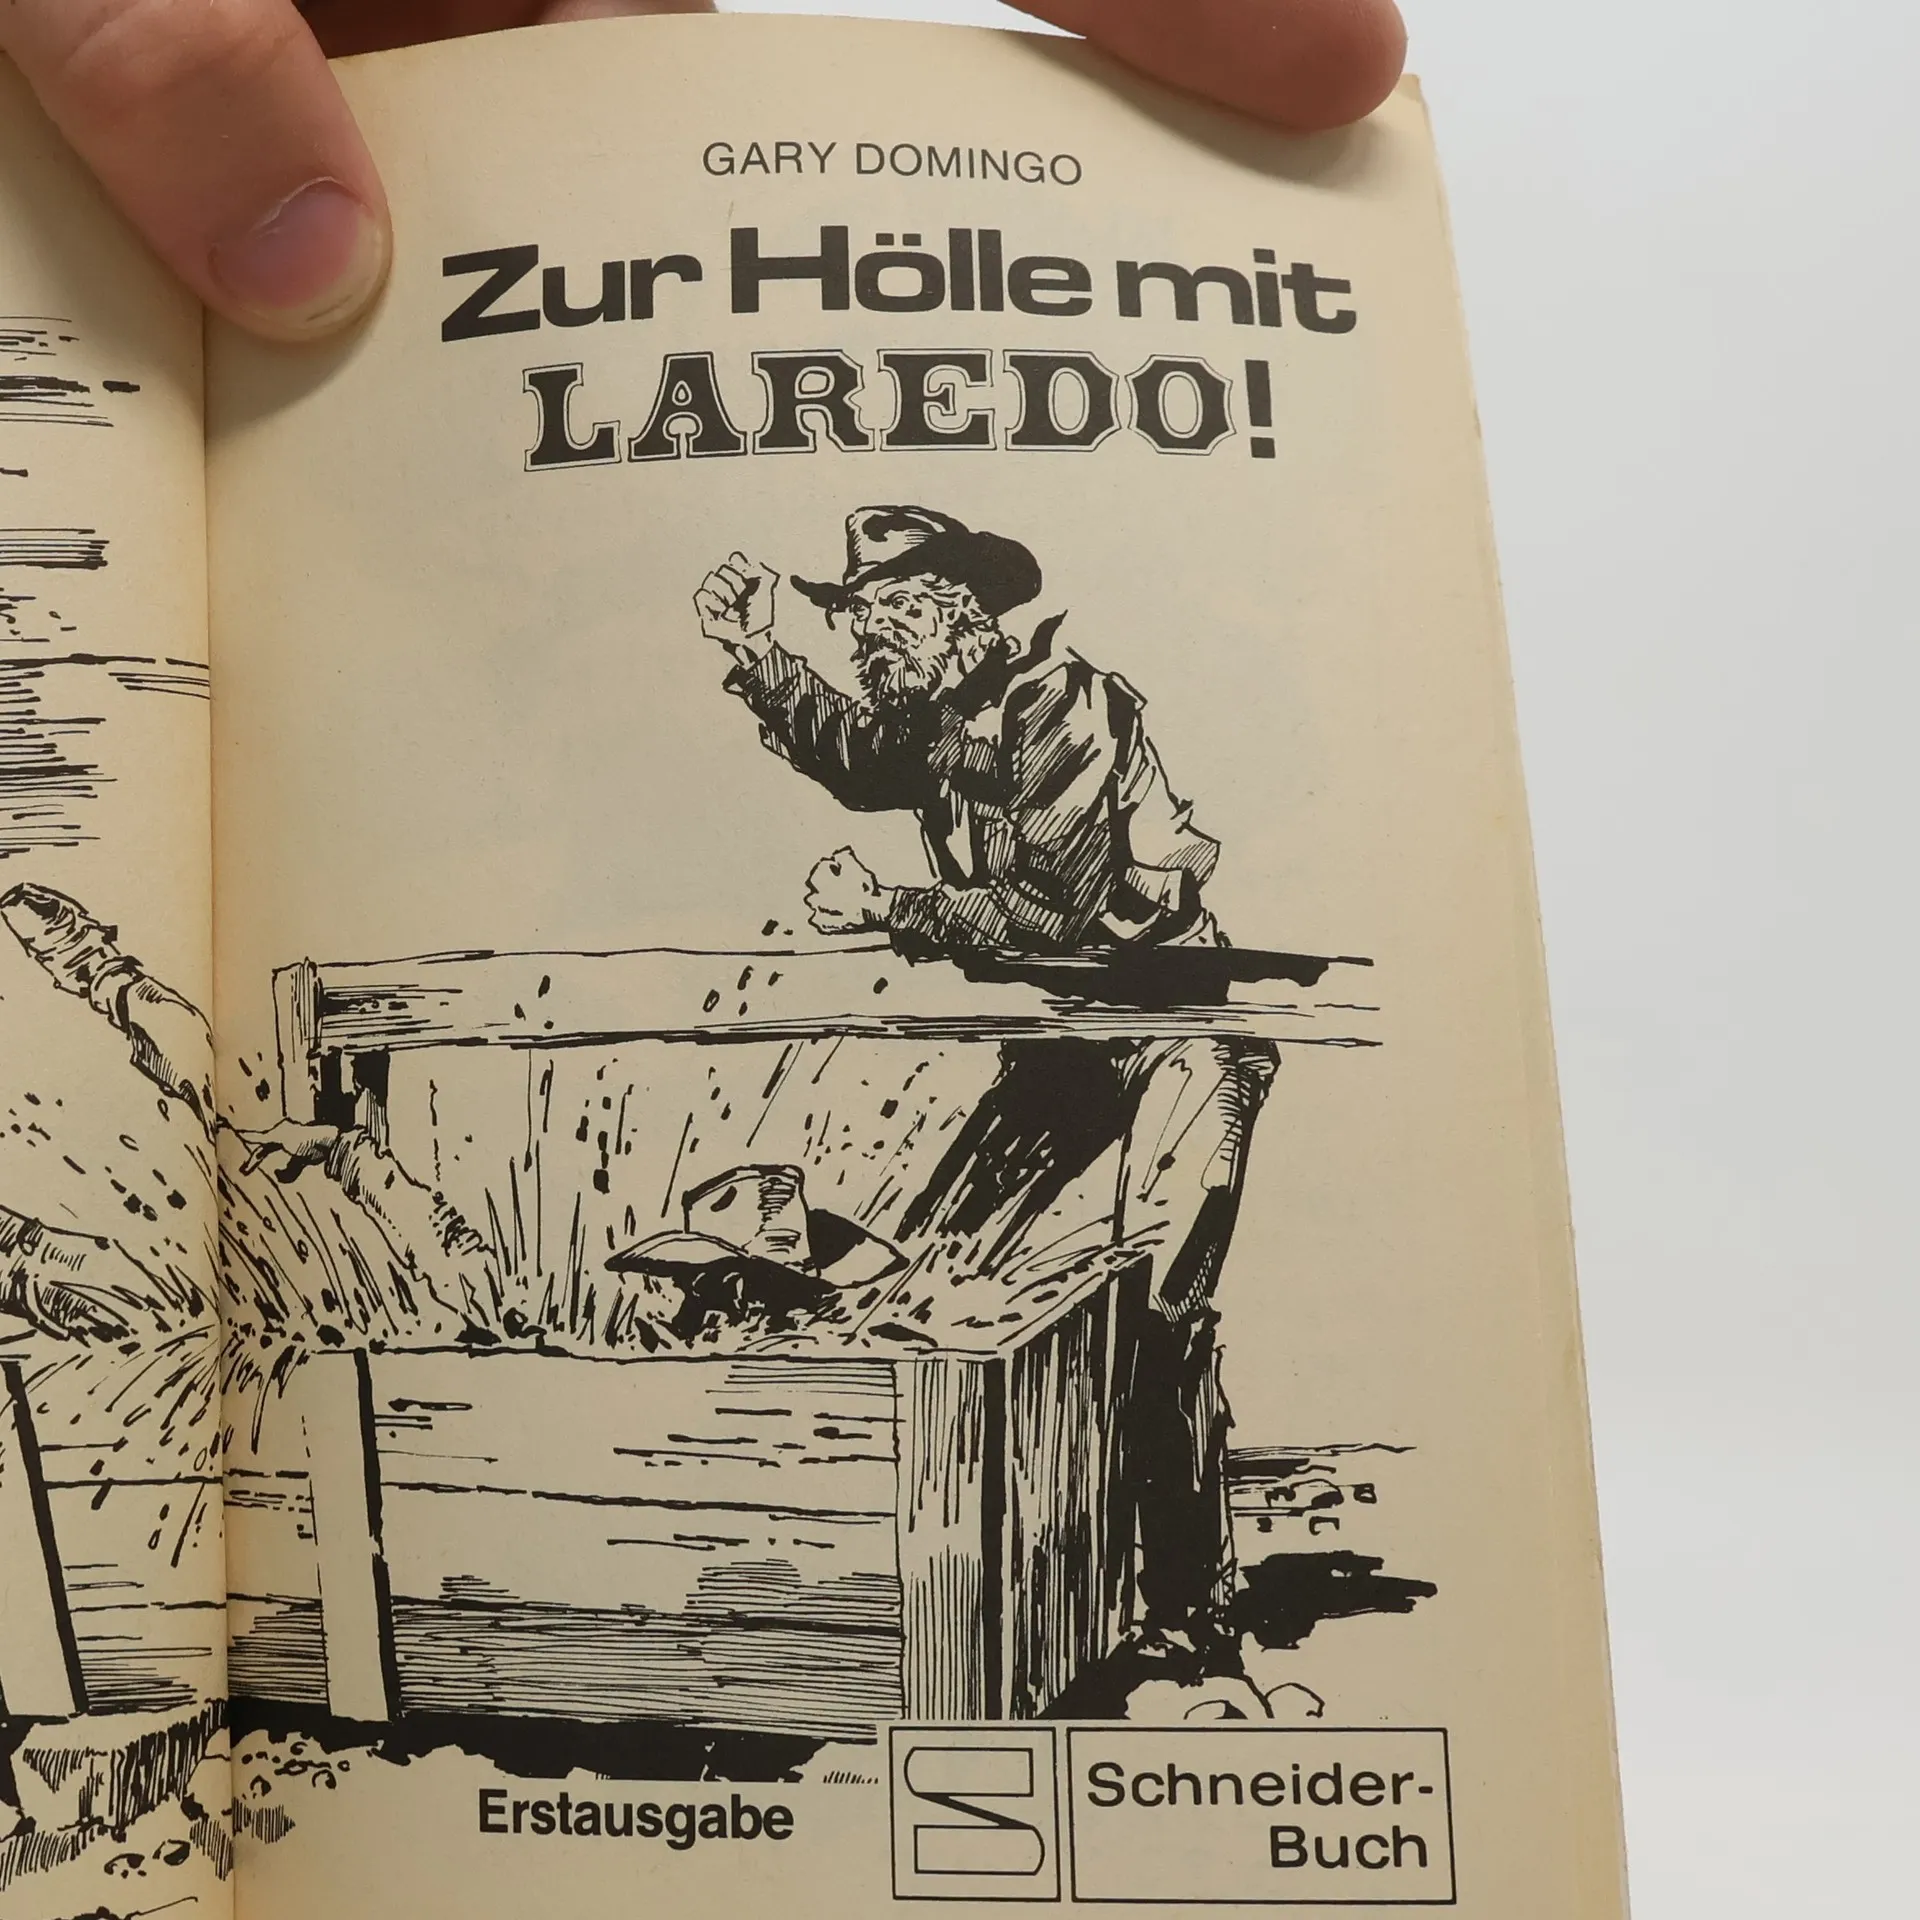 GARY DOMINGO
Zur Hölle mit
LAREDO!
Erstausgabe
Schneider-
Buch